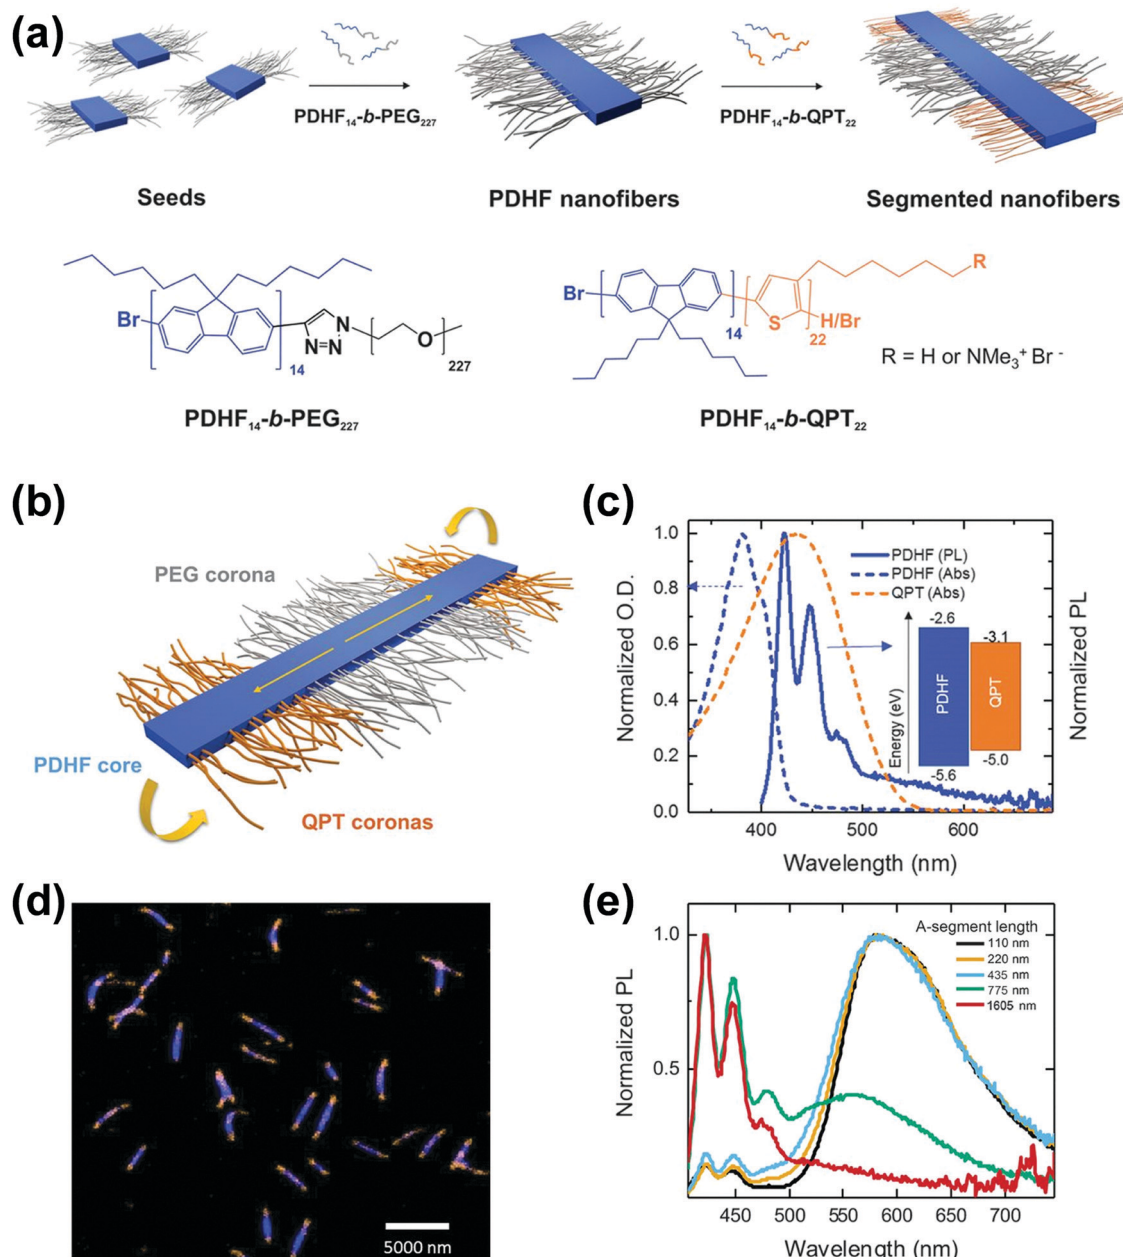 (a)
PDHF₁₄-b-PEG₂₂₇
PDHF₁₄-b-QPT₂₂
Seeds
PDHF nanofibers
Segmented nanofibers
Br
14
N=N
N
O
227
PDHF₁₄-b-PEG₂₂₇
Br
14
S
22
H/Br
R
R = H or NMe₃⁺ Br⁻
PDHF₁₄-b-QPT₂₂
(b)
PEG corona
PDHF core
QPT coronas
(c)
Normalized O.D.
1.0
0.8
0.6
0.4
0.2
0.0
400
500
600
Wavelength (nm)
Normalized PL
PDHF (PL)
PDHF (Abs)
QPT (Abs)
Energy (eV)
-2.6
-3.1
PDHF
QPT
-5.6
-5.0
(d)
5000 nm
(e)
Normalized PL
1.0
0.5
A-segment length
110 nm
220 nm
435 nm
775 nm
1605 nm
450
500
550
600
650
700
Wavelength (nm)